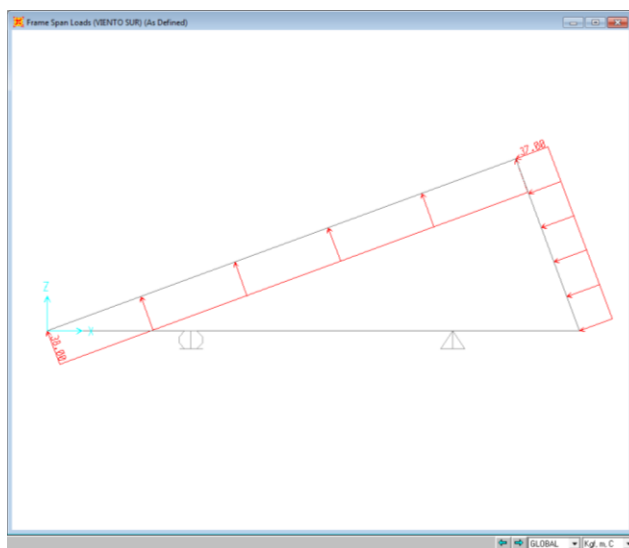 Frame Span Loads (VIENTO SUR) (As Defined)
37.00
Z
X
38.00
GLOBAL
Kgf, m, C